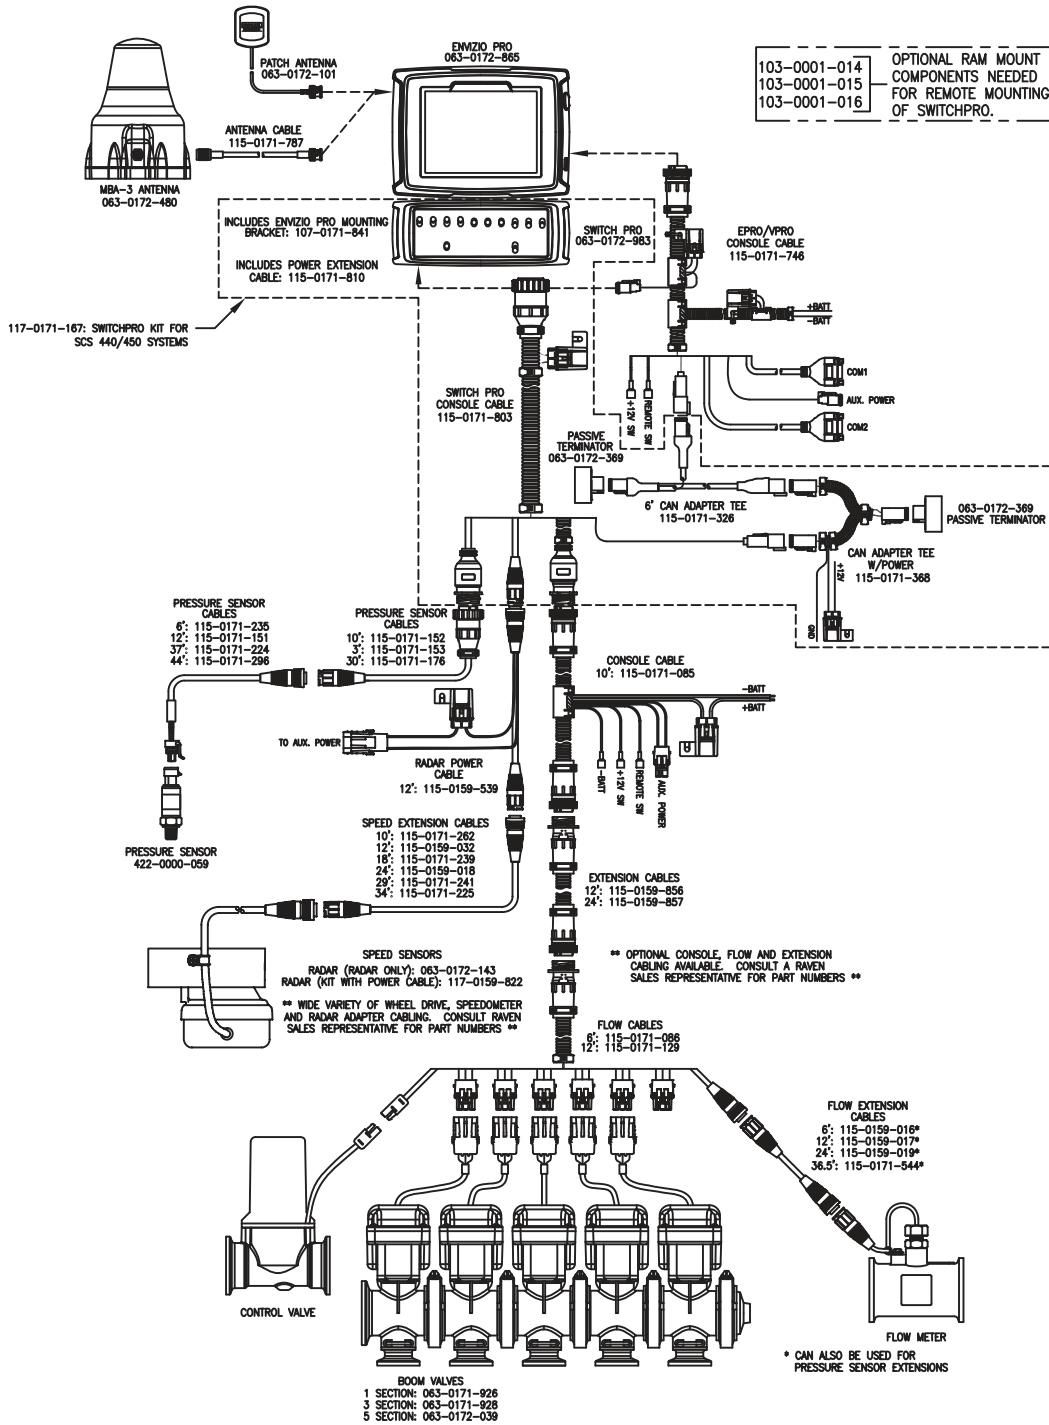 ENVIZIO PRO
063-0172-865
PATCH ANTENNA
063-0172-101
ANTENNA CABLE
115-0171-787
MBA-3 ANTENNA
063-0172-480
103-0001-014
103-0001-015
103-0001-016
OPTIONAL RAM MOUNT
COMPONENTS NEEDED
FOR REMOTE MOUNTING
OF SWITCHPRO.
INCLUDES ENVIZIO PRO MOUNTING
BRACKET: 107-0171-841
INCLUDES POWER EXTENSION
CABLE: 115-0171-810
SWITCH PRO
063-0172-983
EPRO/VPRO
CONSOLE CABLE
115-0171-746
+BATT
-BATT
117-0171-167: SWITCHPRO KIT FOR
SCS 440/450 SYSTEMS
COM1
AUX. POWER
COM2
+12V SW
REMOTE SW
SWITCH PRO
CONSOLE CABLE
115-0171-803
PASSIVE
TERMINATOR
063-0172-369
6' CAN ADAPTER TEE
115-0171-326
063-0172-369
PASSIVE TERMINATOR
CAN ADAPTER TEE
W/POWER
115-0171-368
+12V
GND
PRESSURE SENSOR
CABLES
6': 115-0171-235
12': 115-0171-151
37': 115-0171-224
44': 115-0171-296
PRESSURE SENSOR
CABLES
10': 115-0171-152
3': 115-0171-153
30': 115-0171-176
CONSOLE CABLE
10': 115-0171-085
-BATT
+BATT
TO AUX. POWER
RADAR POWER
CABLE
12': 115-0159-539
-BATT
+12V SW
REMOTE SW
AUX. POWER
PRESSURE SENSOR
422-0000-059
SPEED EXTENSION CABLES
10': 115-0171-262
12': 115-0159-032
18': 115-0171-239
24': 115-0159-018
29': 115-0171-241
34': 115-0171-225
EXTENSION CABLES
12': 115-0159-856
24': 115-0159-857
SPEED SENSORS
RADAR (RADAR ONLY): 063-0172-143
RADAR (KIT WITH POWER CABLE): 117-0159-822
** WIDE VARIETY OF WHEEL DRIVE, SPEEDOMETER
AND RADAR ADAPTER CABLING. CONSULT RAVEN
SALES REPRESENTATIVE FOR PART NUMBERS **
** OPTIONAL CONSOLE, FLOW AND EXTENSION
CABLING AVAILABLE. CONSULT A RAVEN
SALES REPRESENTATIVE FOR PART NUMBERS **
FLOW CABLES
6': 115-0171-086
12': 115-0171-129
FLOW EXTENSION
CABLES
6': 115-0159-016*
12': 115-0159-017*
24': 115-0159-019*
36.5': 115-0171-544*
CONTROL VALVE
FLOW METER
* CAN ALSO BE USED FOR
PRESSURE SENSOR EXTENSIONS
BOOM VALVES
1 SECTION: 063-0171-926
3 SECTION: 063-0171-928
5 SECTION: 063-0172-039